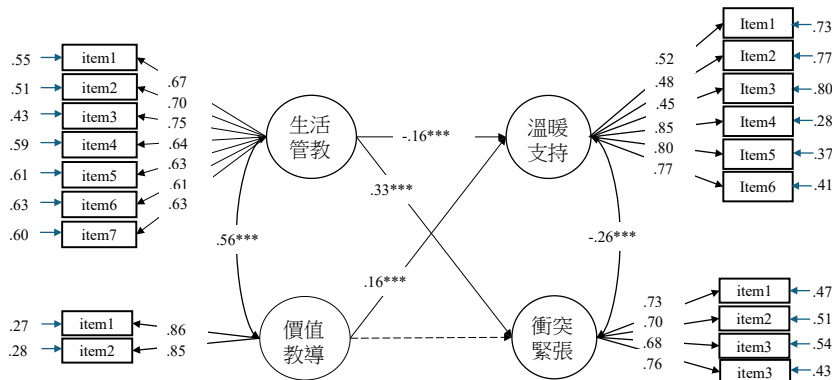 .55 item1 .67
.51 item2 .70
.43 item3 .75
.59 item4 .64
.61 item5 .63
.63 item6 .61
.60 item7 .63
生活
管教
-.16***
.33***
.56***
.16***
溫暖
支持
.52 Item1 .73
.48 Item2 .77
.45 Item3 .80
.85 Item4 .28
.80 Item5 .37
.77 Item6 .41
-.26***
.27 item1 .86
.28 item2 .85
價值
教導
衝突
緊張
.73 item1 .47
.70 item2 .51
.68 item3 .54
.76 item3 .43